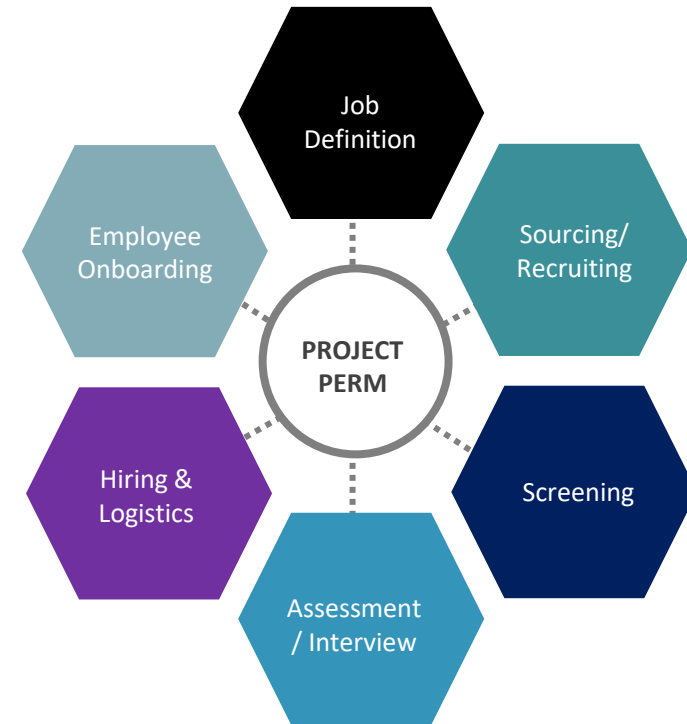 Job
Definition
Employee
Onboarding
Sourcing/
Recruiting
PROJECT
PERM
Hiring &
Logistics
Screening
Assessment
/ Interview